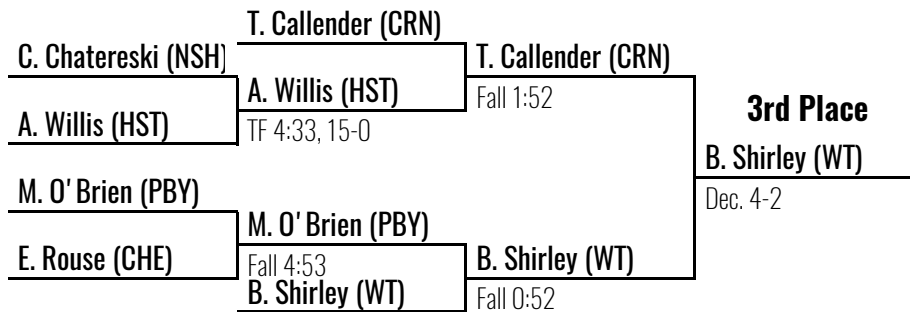 T. Callender (CRN)
C. Chatereski (NSH)
T. Callender (CRN)
A. Willis (HST)
Fall 1:52
3rd Place
A. Willis (HST)
TF 4:33, 15-0
B. Shirley (WT)
M. O' Brien (PBY)
Dec. 4-2
M. O' Brien (PBY)
E. Rouse (CHE)
Fall 4:53
B. Shirley (WT)
B. Shirley (WT)
Fall 0:52